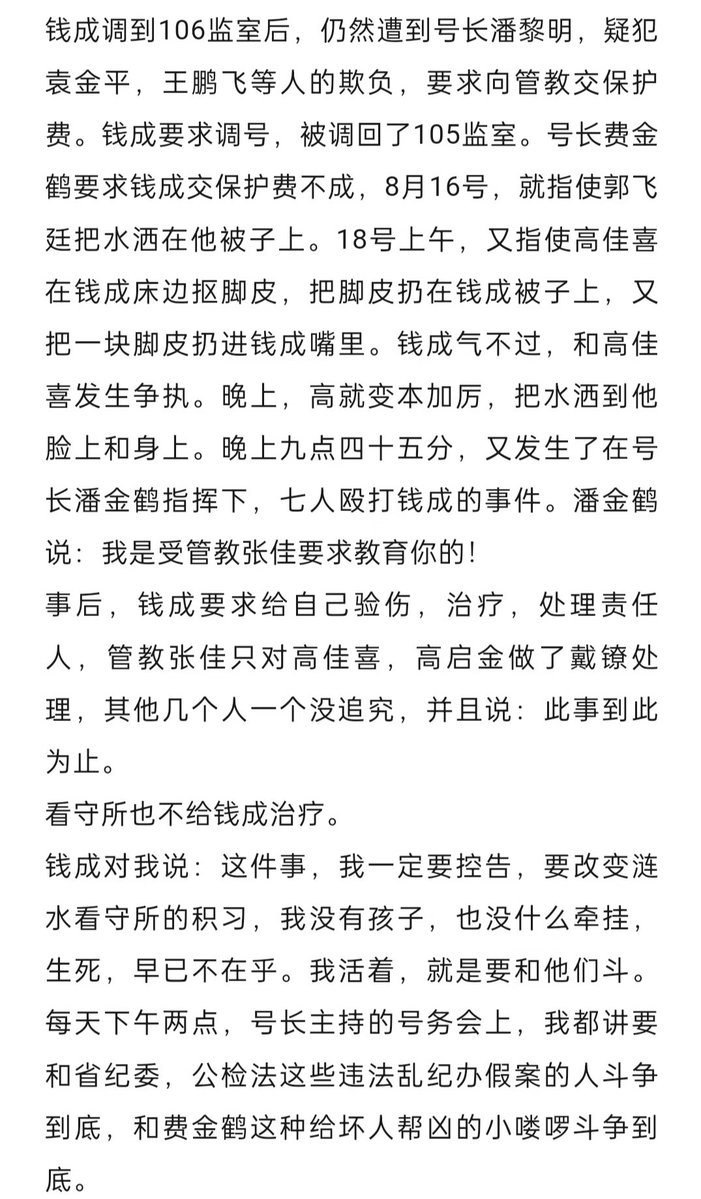 钱成调到106监室后，仍然遭到号长潘黎明，疑犯
袁金平，王鹏飞等人的欺负，要求向管教交保护
费。钱成要求调号，被调回了105监室。号长费金
鹤要求钱成交保护费不成，8月16号，就指使郭飞
廷把水洒在他被子上。18号上午，又指使高佳喜
在钱成床边抠脚皮，把脚皮扔在钱成被子上，又
把一块脚皮扔进钱成嘴里。钱成气不过，和高佳
喜发生争执。晚上，高就变本加厉，把水洒到他
脸上和身上。晚上九点四十五分，又发生了在号
长潘金鹤指挥下，七人殴打钱成的事件。潘金鹤
说：我是受管教张佳要求教育你的！
事后，钱成要求给自己验伤，治疗，处理责任
人，管教张佳只对高佳喜，高启金做了戴镣处
理，其他几个人一个没追究，并且说：此事到此
为止。
看守所也不给钱成治疗。
钱成对我说：这件事，我一定要控告，要改变涟
水看守所的积习，我没有孩子，也没什么牵挂，
生死，早已不在乎。我活着，就是要和他们斗。
每天下午两点，号长主持的号务会上，我都讲要
和省纪委，公检法这些违法乱纪办假案的人斗争
到底，和费金鹤这种给坏人帮凶的小喽啰斗争到
底。